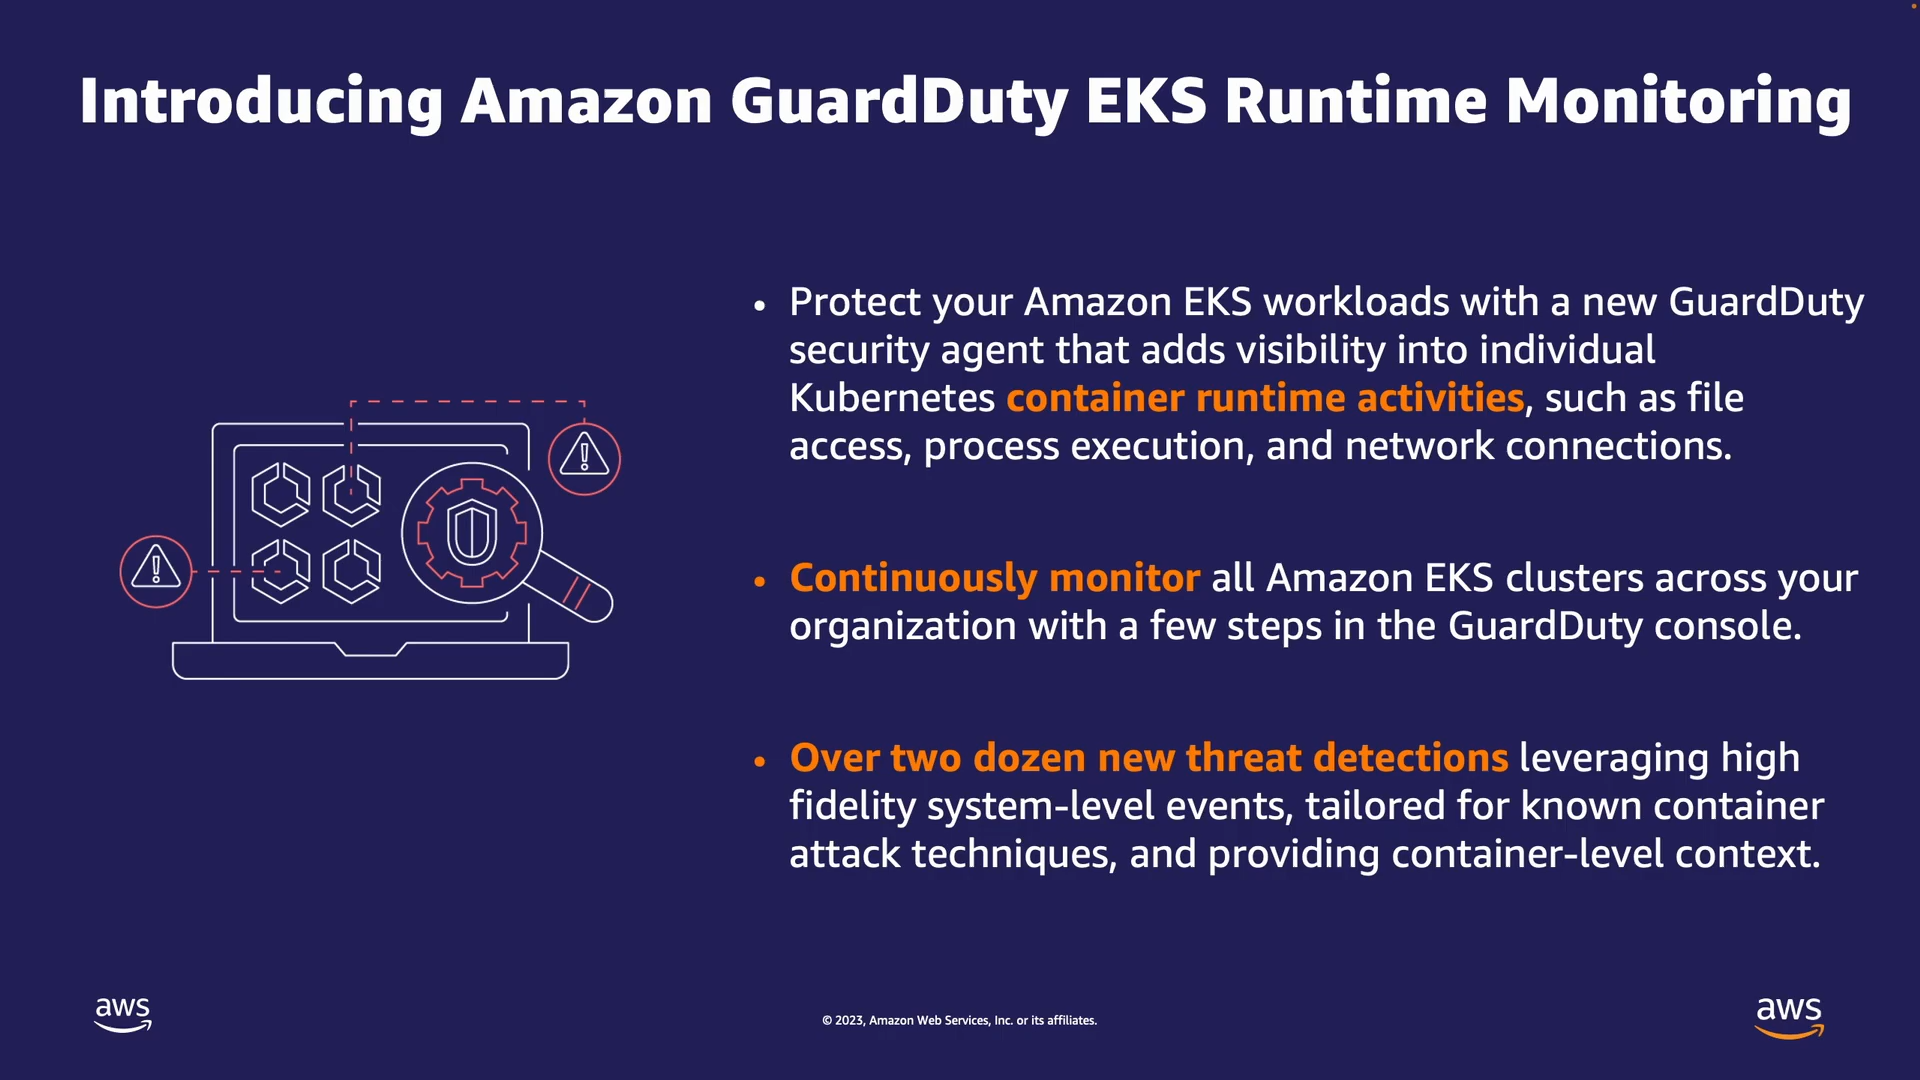 Introducing Amazon GuardDuty EKS Runtime Monitoring
• Protect your Amazon EKS workloads with a new GuardDuty
security agent that adds visibility into individual
Kubernetes container runtime activities, such as file
access, process execution, and network connections.
• Continuously monitor all Amazon EKS clusters across your
organization with a few steps in the GuardDuty console.
• Over two dozen new threat detections leveraging high
fidelity system-level events, tailored for known container
attack techniques, and providing container-level context.
aws
© 2023, Amazon Web Services, Inc. or its affiliates.
aws